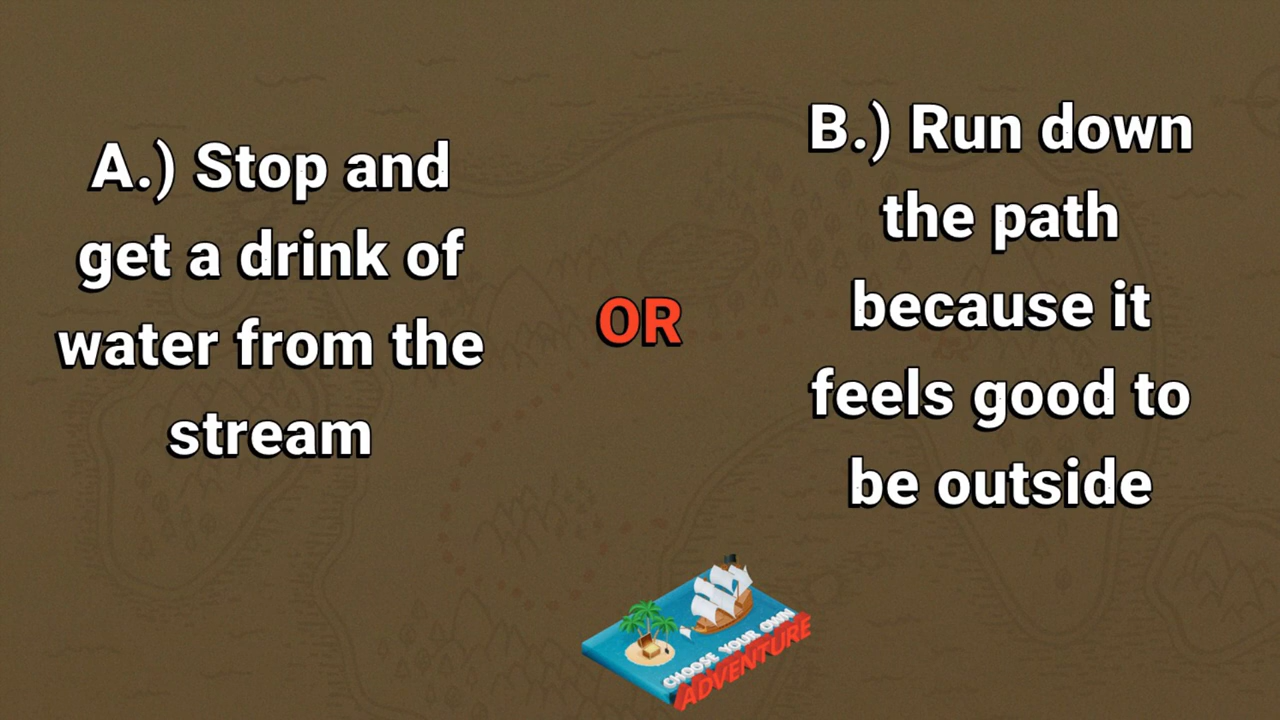 A.) Stop and
get a drink of
water from the
stream
OR
B.) Run down
the path
because it
feels good to
be outside
CHOOSE YOUR OWN
ADVENTURE